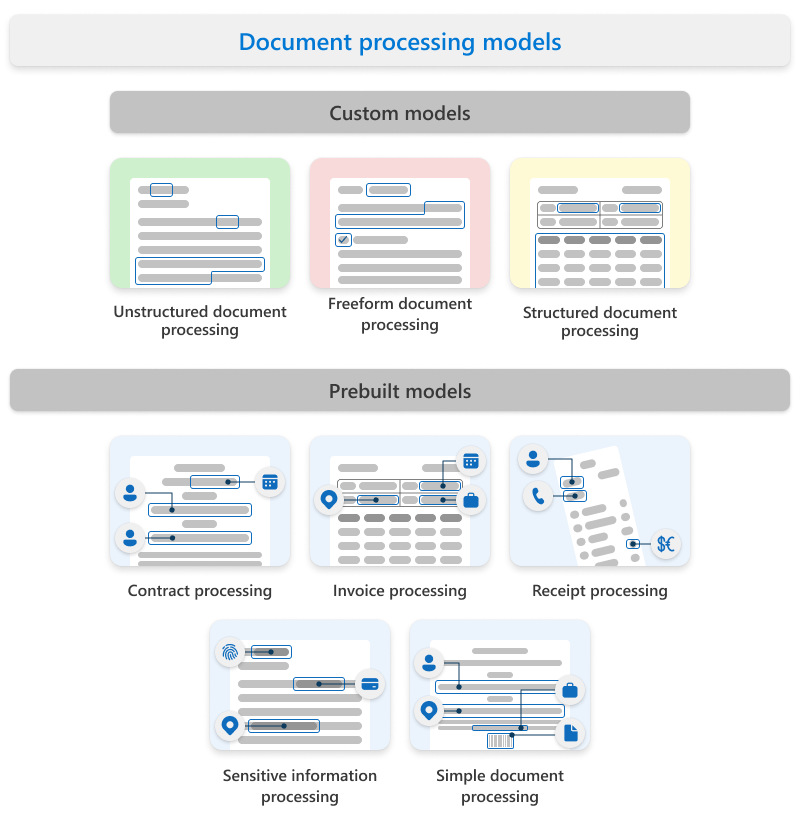 Document processing models
Custom models
Unstructured document
processing
Freeform document
processing
Structured document
processing
Prebuilt models
Contract processing
Invoice processing
Receipt processing
$€
Sensitive information
processing
Simple document
processing